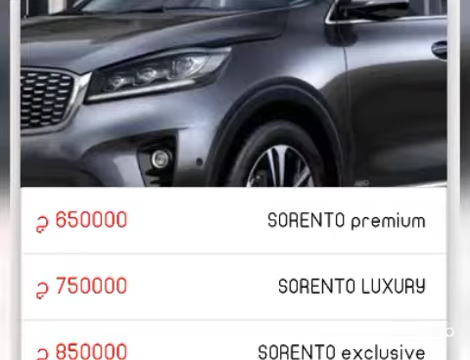 SORENTO premium 650000 ج
SORENTO LUXURY 750000 ج
SORENTO exclusive 850000 ج